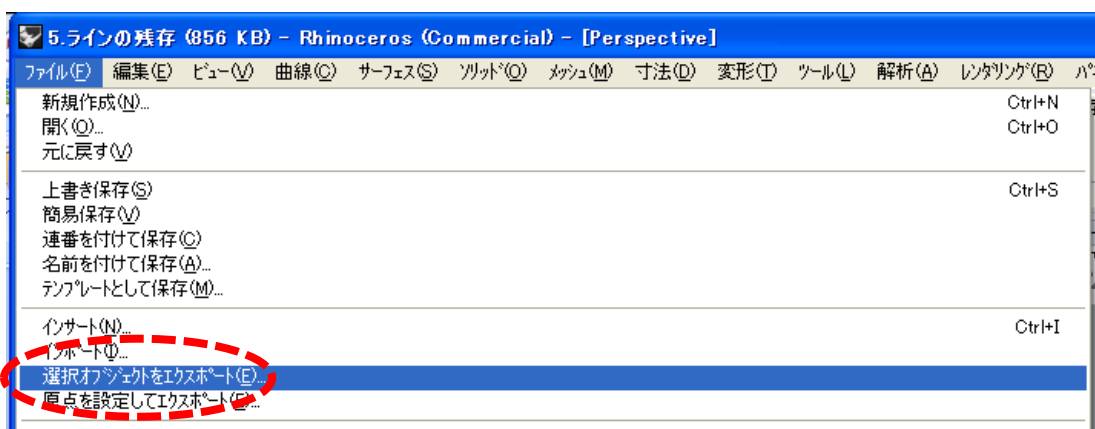 5.ラインの残存 (856 KB) - Rhinoceros (Commercial) - [Perspective]
ファイル(F) 編集(E) ビュー(V) 曲線(C) サーフェス(S) ソリッド(O) メッシュ(M) 寸法(D) 変形(T) ツール(L) 解析(A) レンダリング(R) パ
新規作成(N)... Ctrl+N
開く(O)... Ctrl+O
元に戻す(V)
上書き保存(S) Ctrl+S
簡易保存(V)
連番を付けて保存(C)
名前を付けて保存(A)...
テンプレートとして保存(M)...
インサート(N)... Ctrl+I
インポート(I)...
選択オブジェクトをエクスポート(E)...
原点を設定してエクスポート(E)...